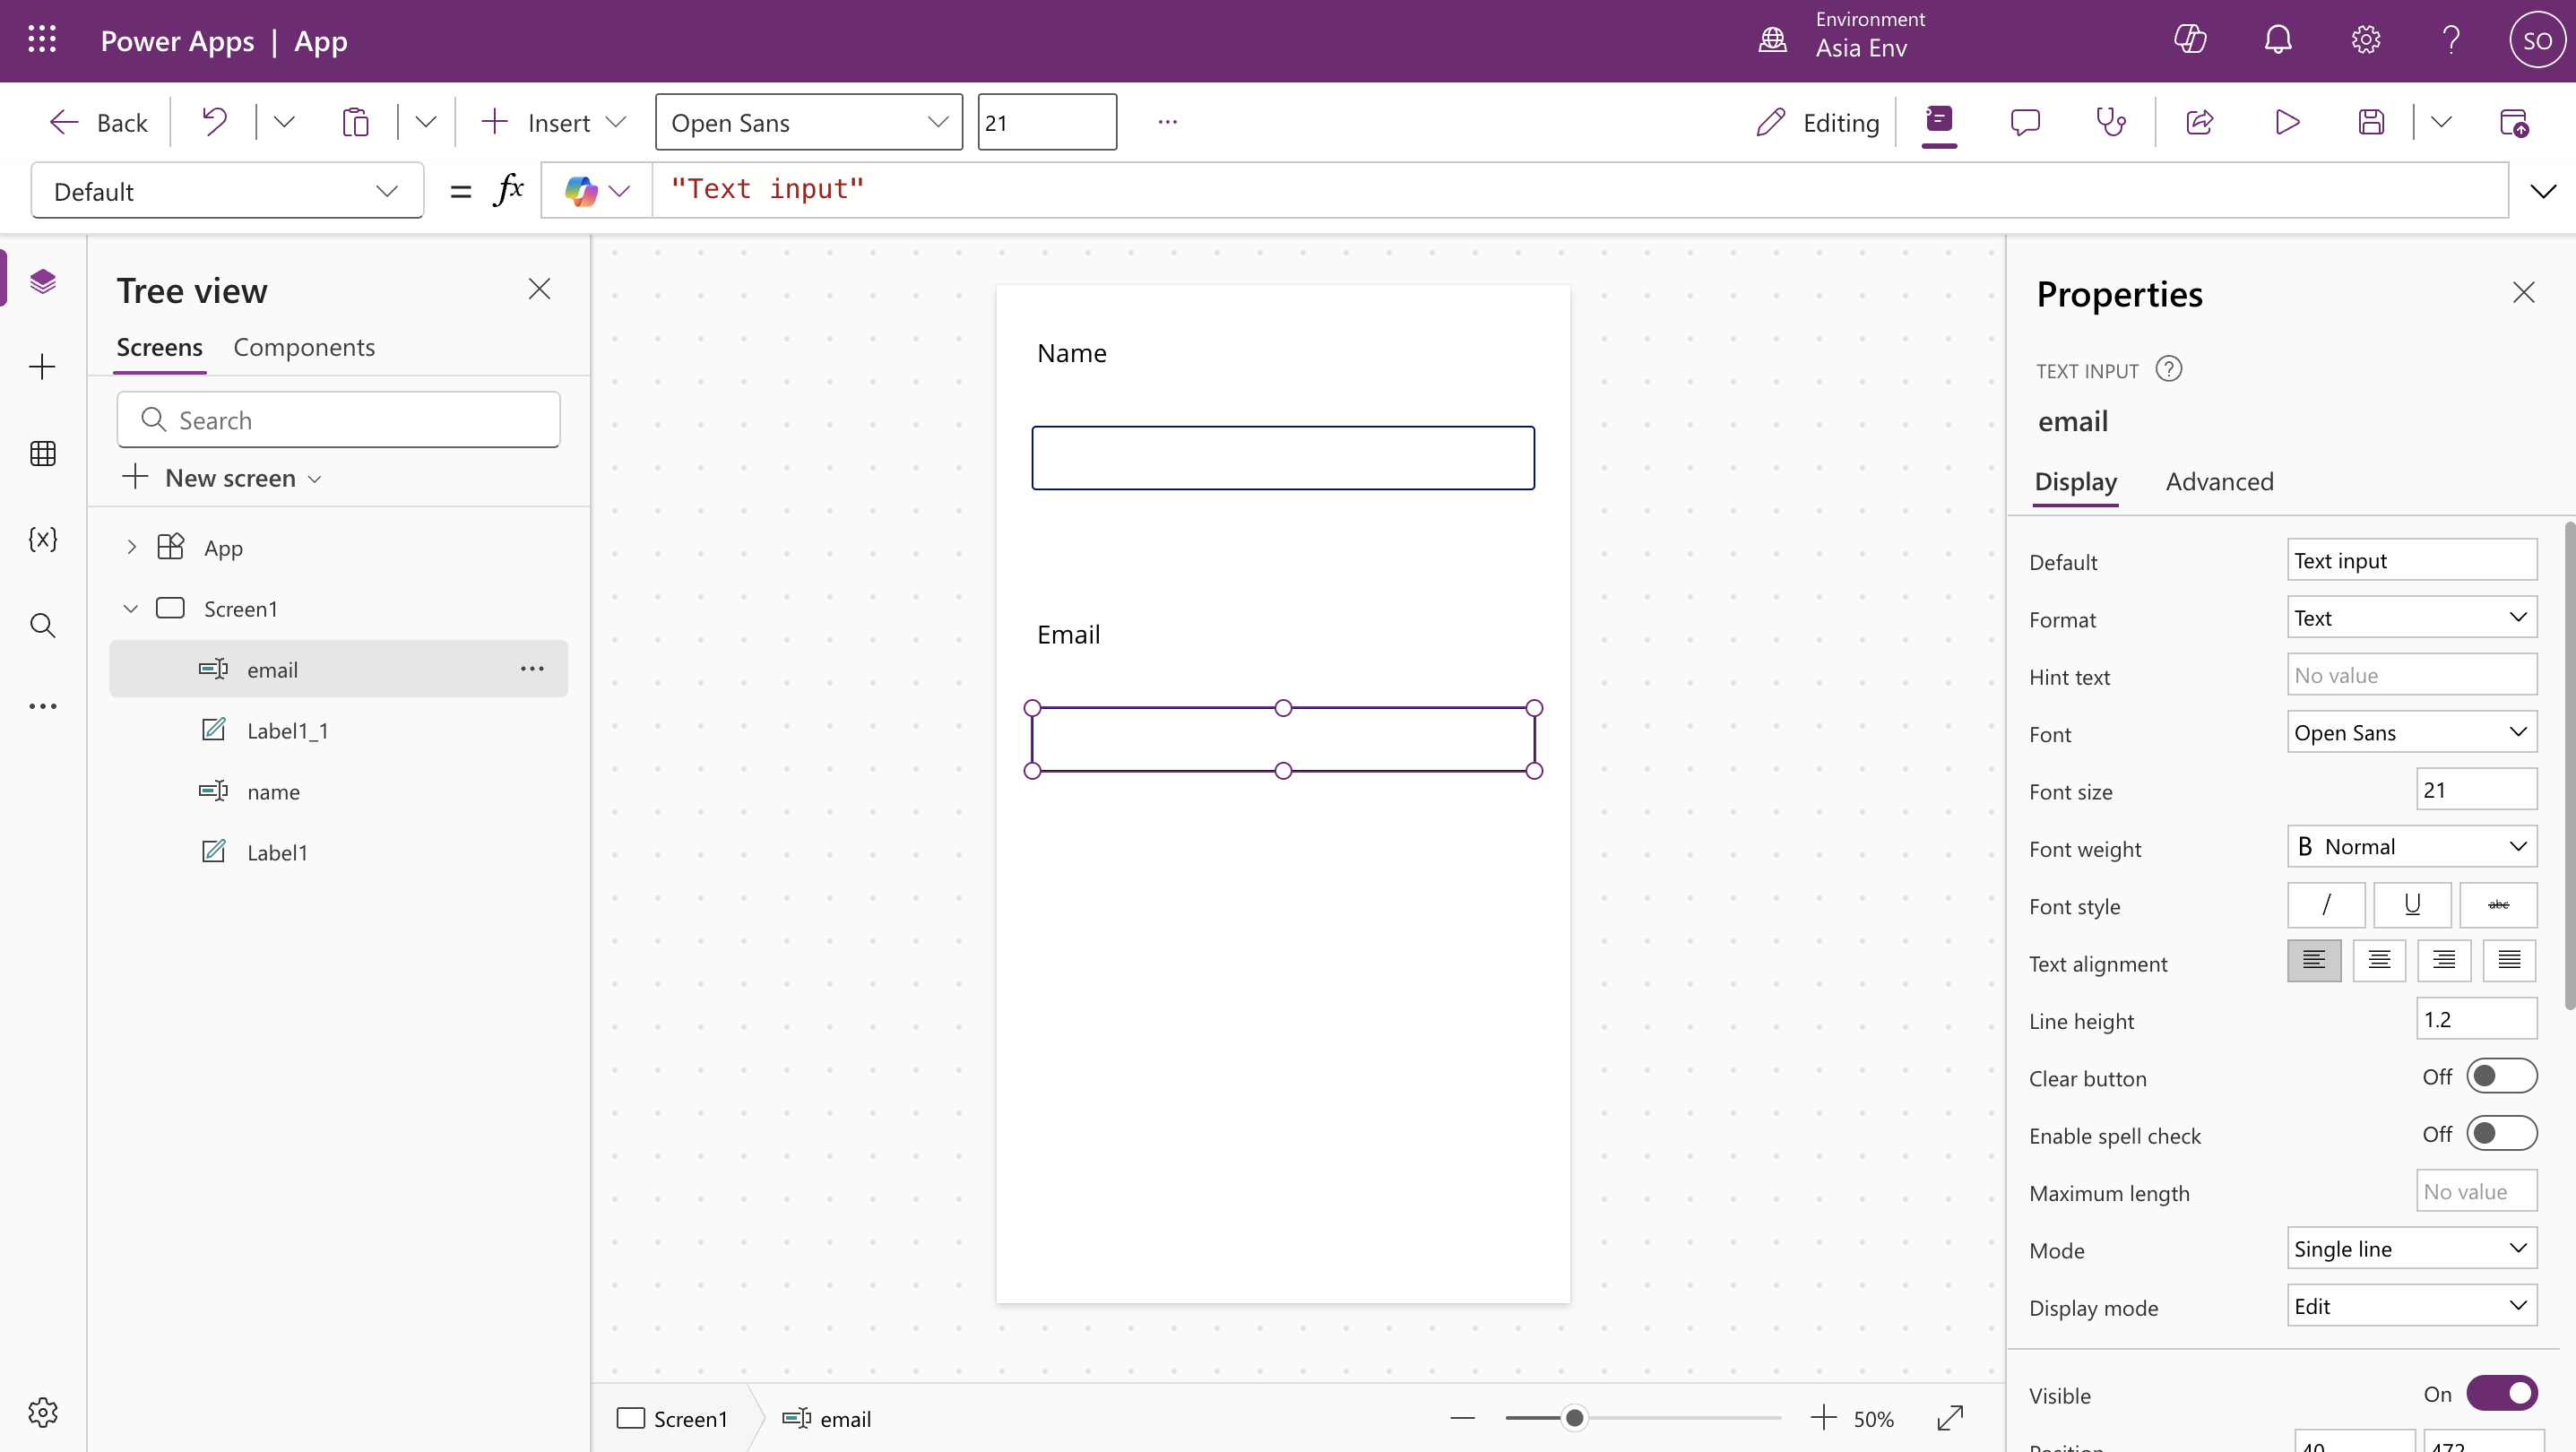 Power Apps | App
Environment
Asia Env
SO
Back
Insert
Open Sans
21
Editing
Default
= fx
"Text input"
Tree view
Screens
Components
Search
New screen
App
Screen1
email
Label1_1
name
Label1
Name
Email
Screen1
email
50%
Properties
TEXT INPUT
email
Display
Advanced
Default
Text input
Format
Text
Hint text
No value
Font
Open Sans
Font size
21
Font weight
B Normal
Font style
/ U abc
Text alignment
Line height
1.2
Clear button
Off
Enable spell check
Off
Maximum length
No value
Mode
Single line
Display mode
Edit
Visible
On
Position
40
472